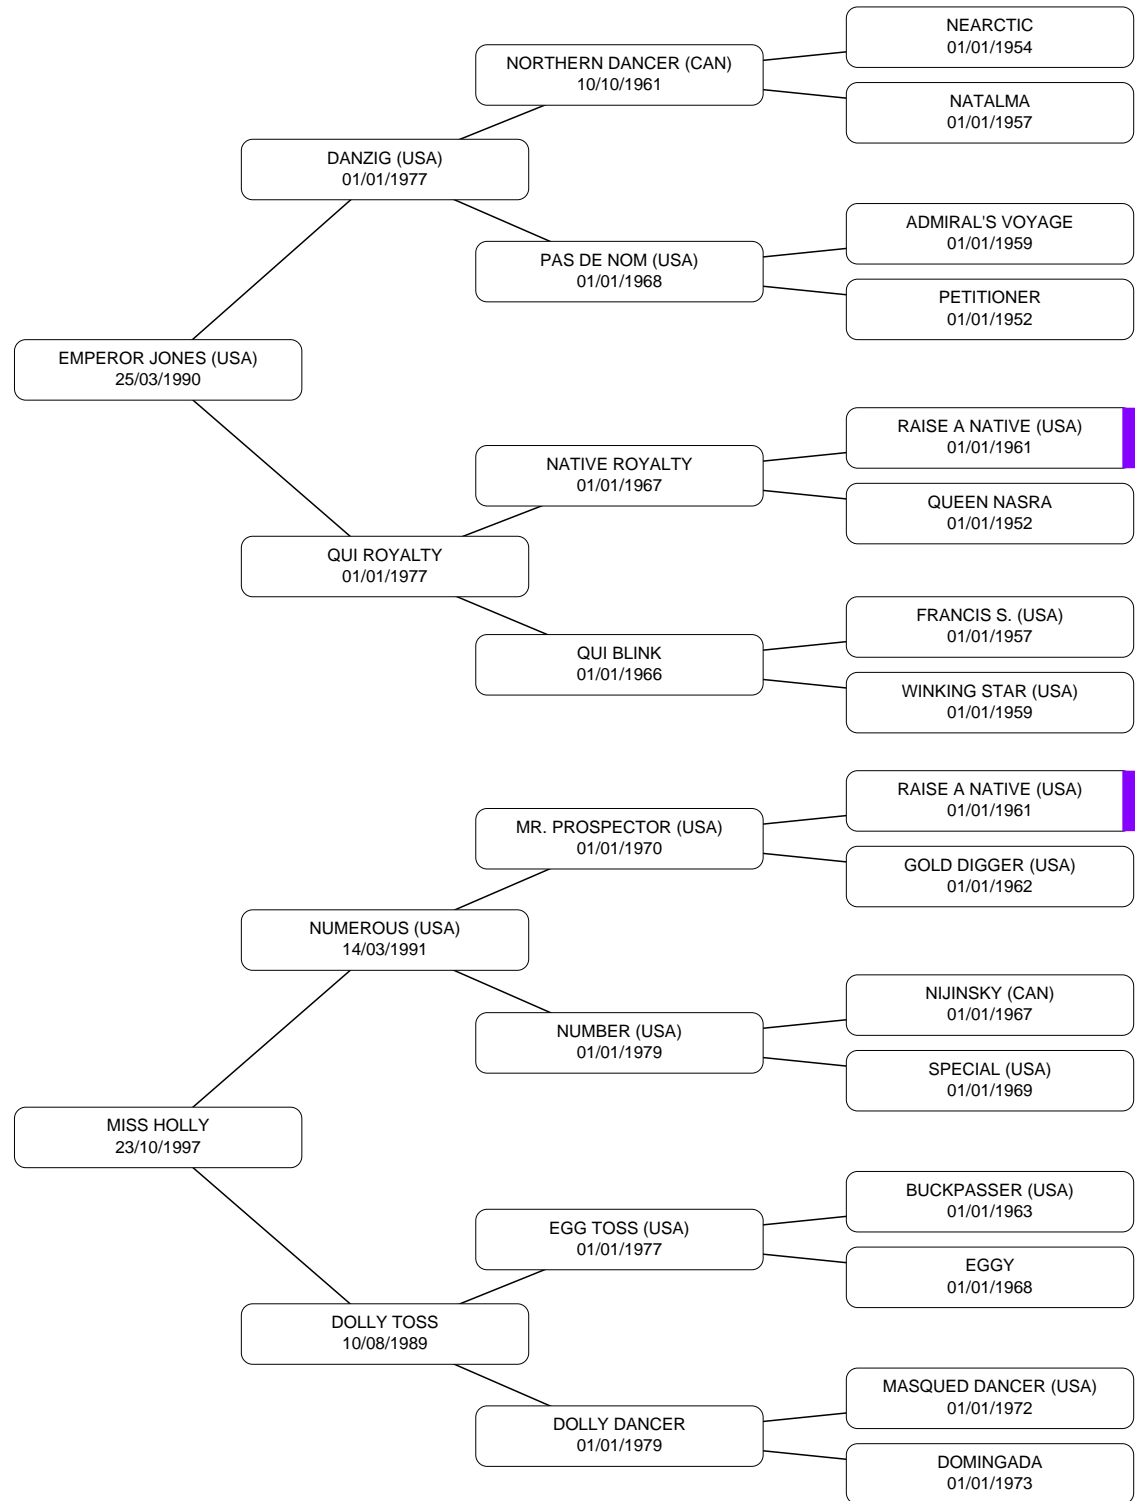 NEARCTIC
01/01/1954
NORTHERN DANCER (CAN)
10/10/1961
NATALMA
01/01/1957
DANZIG (USA)
01/01/1977
ADMIRAL'S VOYAGE
01/01/1959
PAS DE NOM (USA)
01/01/1968
PETITIONER
01/01/1952
EMPEROR JONES (USA)
25/03/1990
RAISE A NATIVE (USA)
01/01/1961
NATIVE ROYALTY
01/01/1967
QUEEN NASRA
01/01/1952
QUI ROYALTY
01/01/1977
FRANCIS S. (USA)
01/01/1957
QUI BLINK
01/01/1966
WINKING STAR (USA)
01/01/1959
RAISE A NATIVE (USA)
01/01/1961
MR. PROSPECTOR (USA)
01/01/1970
GOLD DIGGER (USA)
01/01/1962
NUMEROUS (USA)
14/03/1991
NIJINSKY (CAN)
01/01/1967
NUMBER (USA)
01/01/1979
SPECIAL (USA)
01/01/1969
MISS HOLLY
23/10/1997
BUCKPASSER (USA)
01/01/1963
EGG TOSS (USA)
01/01/1977
EGGY
01/01/1968
DOLLY TOSS
10/08/1989
MASQUED DANCER (USA)
01/01/1972
DOLLY DANCER
01/01/1979
DOMINGADA
01/01/1973